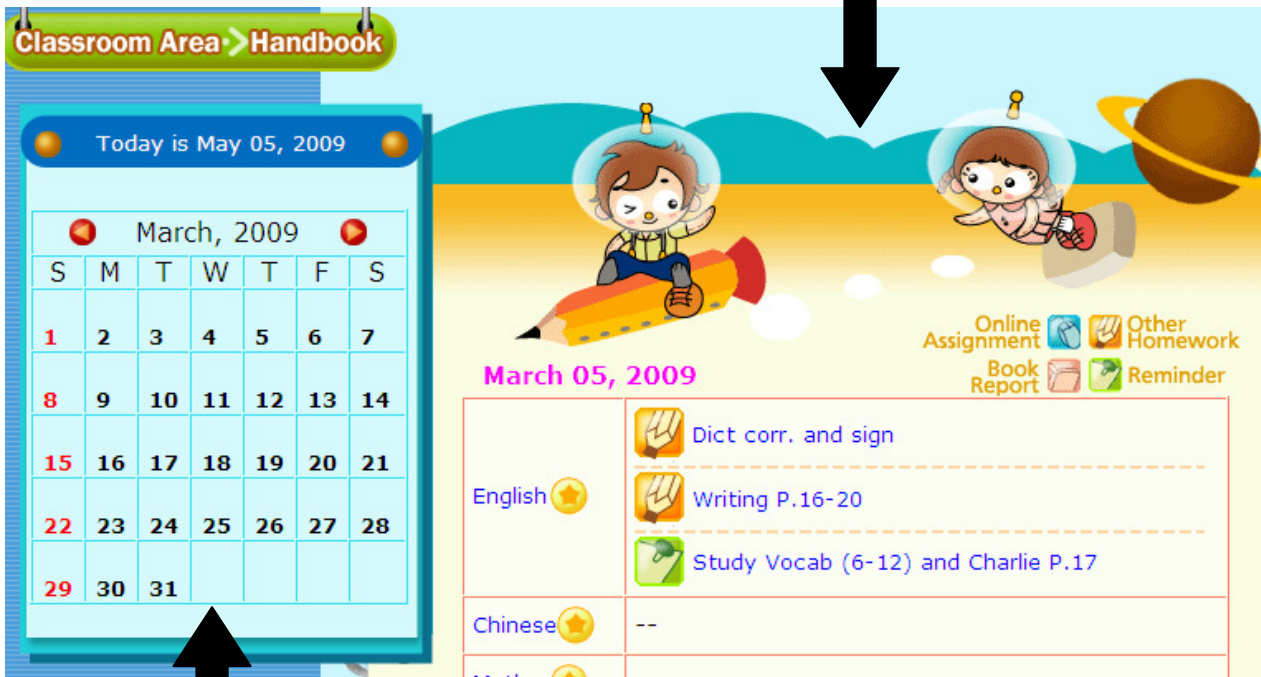 Classroom Area > Handbook
Today is May 05, 2009
March, 2009
S M T W T F S
1 2 3 4 5 6 7
8 9 10 11 12 13 14
15 16 17 18 19 20 21
22 23 24 25 26 27 28
29 30 31
Online Assignment
Other Homework
Book Report
Reminder
March 05, 2009
English
Dict corr. and sign
Writing P.16-20
Study Vocab (6-12) and Charlie P.17
Chinese
--